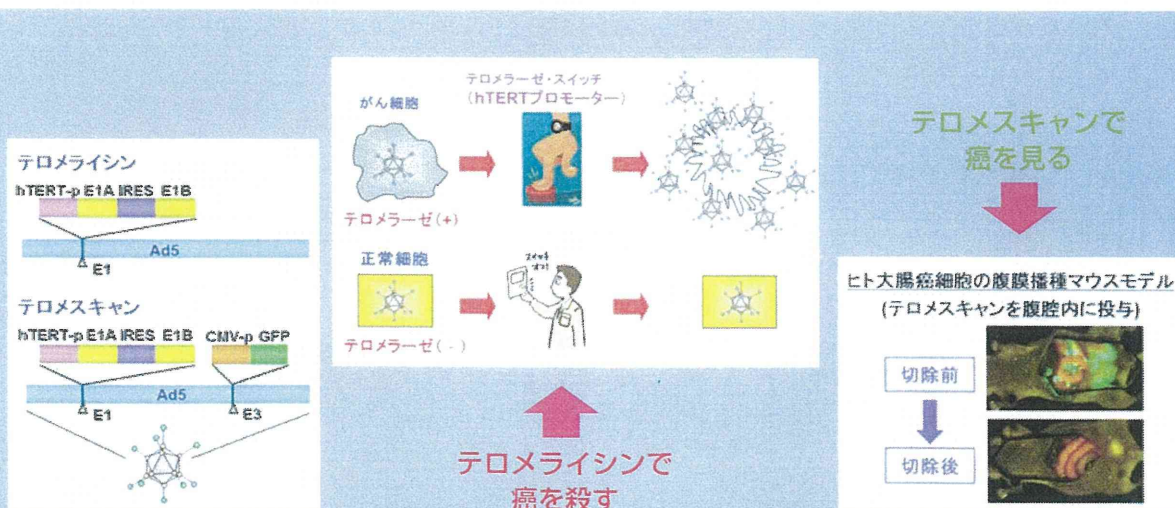 テロメライシン
hTERT-p E1A IRES E1B
Ad5
E1
テロメスキャン
hTERT-p E1A IRES E1B CMV-p GFP
Ad5
E1
E3
がん細胞
テロメラーゼ・スイッチ
(hTERTプロモーター)
テロメラーゼ(+)
正常細胞
スイッチ
オフ!
テロメラーゼ(-)
テロメライシンで
癌を殺す
テロメスキャンで
癌を見る
ヒト大腸癌細胞の腹膜播種マウスモデル
(テロメスキャンを腹腔内に投与)
切除前
切除後